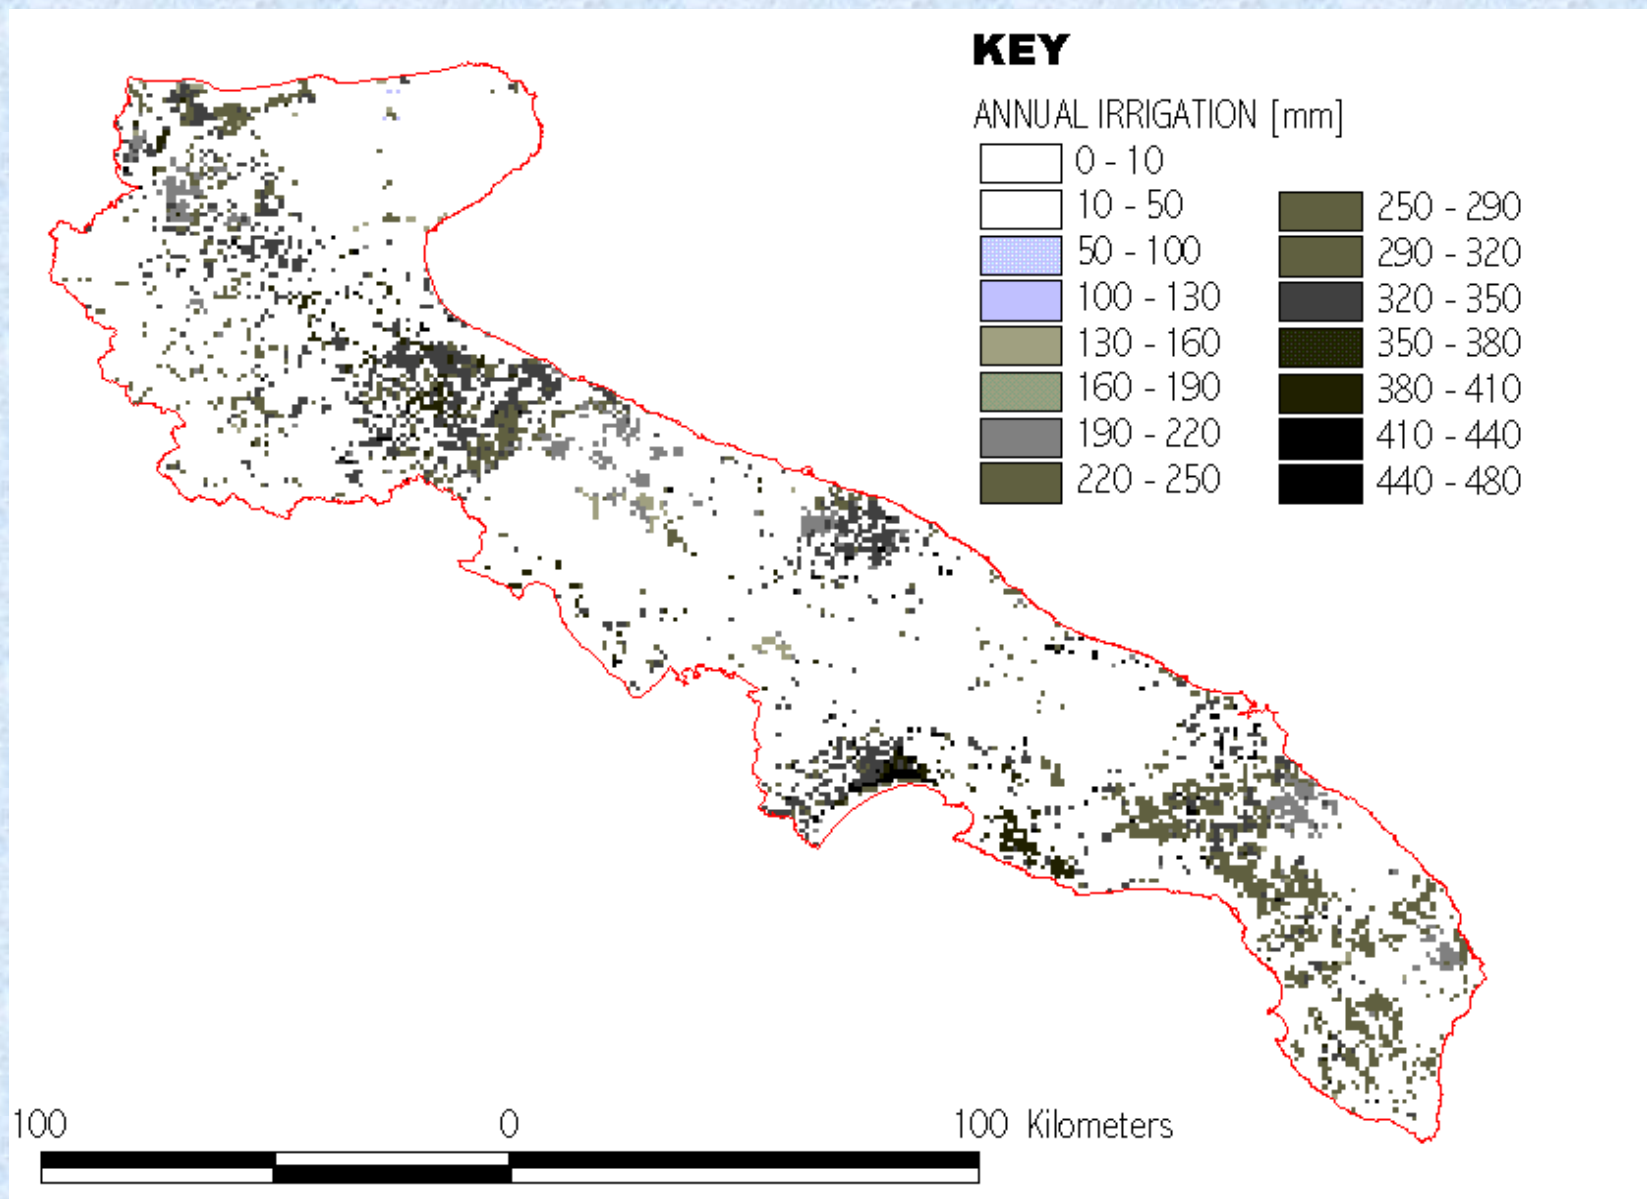 KEY
ANNUAL IRRIGATION [mm]
0 - 10
10 - 50
50 - 100
100 - 130
130 - 160
160 - 190
190 - 220
220 - 250
250 - 290
290 - 320
320 - 350
350 - 380
380 - 410
410 - 440
440 - 480
100 0 100 Kilometers